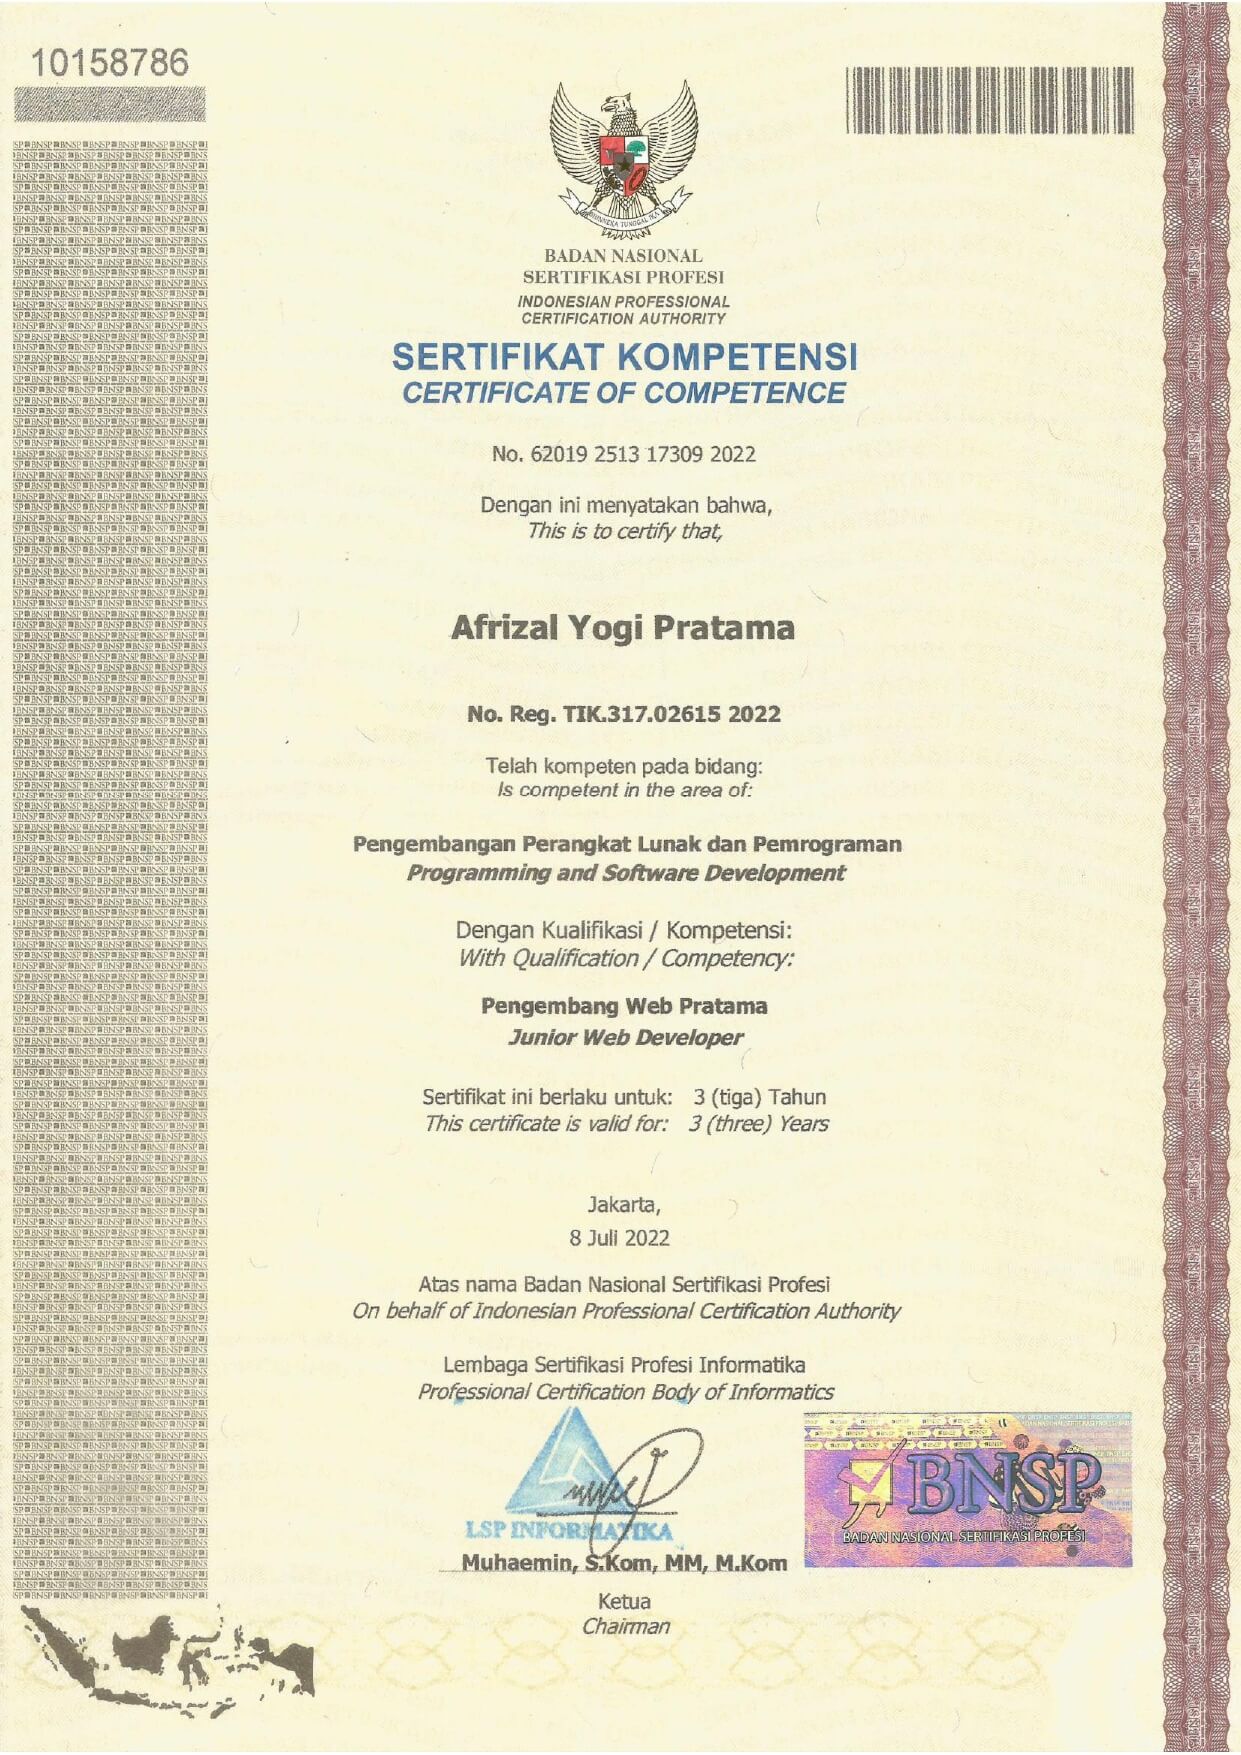 10158786
BHINNEKA TUNGGAL IKA
BADAN NASIONAL
SERTIFIKASI PROFESI
INDONESIAN PROFESSIONAL
CERTIFICATION AUTHORITY
SERTIFIKAT KOMPETENSI
CERTIFICATE OF COMPETENCE
No. 62019 2513 17309 2022
Dengan ini menyatakan bahwa,
This is to certify that,
Afrizal Yogi Pratama
No. Reg. TIK.317.02615 2022
Telah kompeten pada bidang:
Is competent in the area of:
Pengembangan Perangkat Lunak dan Pemrograman
Programming and Software Development
Dengan Kualifikasi / Kompetensi:
With Qualification / Competency:
Pengembang Web Pratama
Junior Web Developer
Sertifikat ini berlaku untuk: 3 (tiga) Tahun
This certificate is valid for: 3 (three) Years
Jakarta,
8 Juli 2022
Atas nama Badan Nasional Sertifikasi Profesi
On behalf of Indonesian Professional Certification Authority
Lembaga Sertifikasi Profesi Informatika
Professional Certification Body of Informatics
LSP INFORMATIKA
BNSP
BADAN NASIONAL SERTIFIKASI PROFESI
Muhaemin, S.Kom, MM, M.Kom
Ketua
Chairman